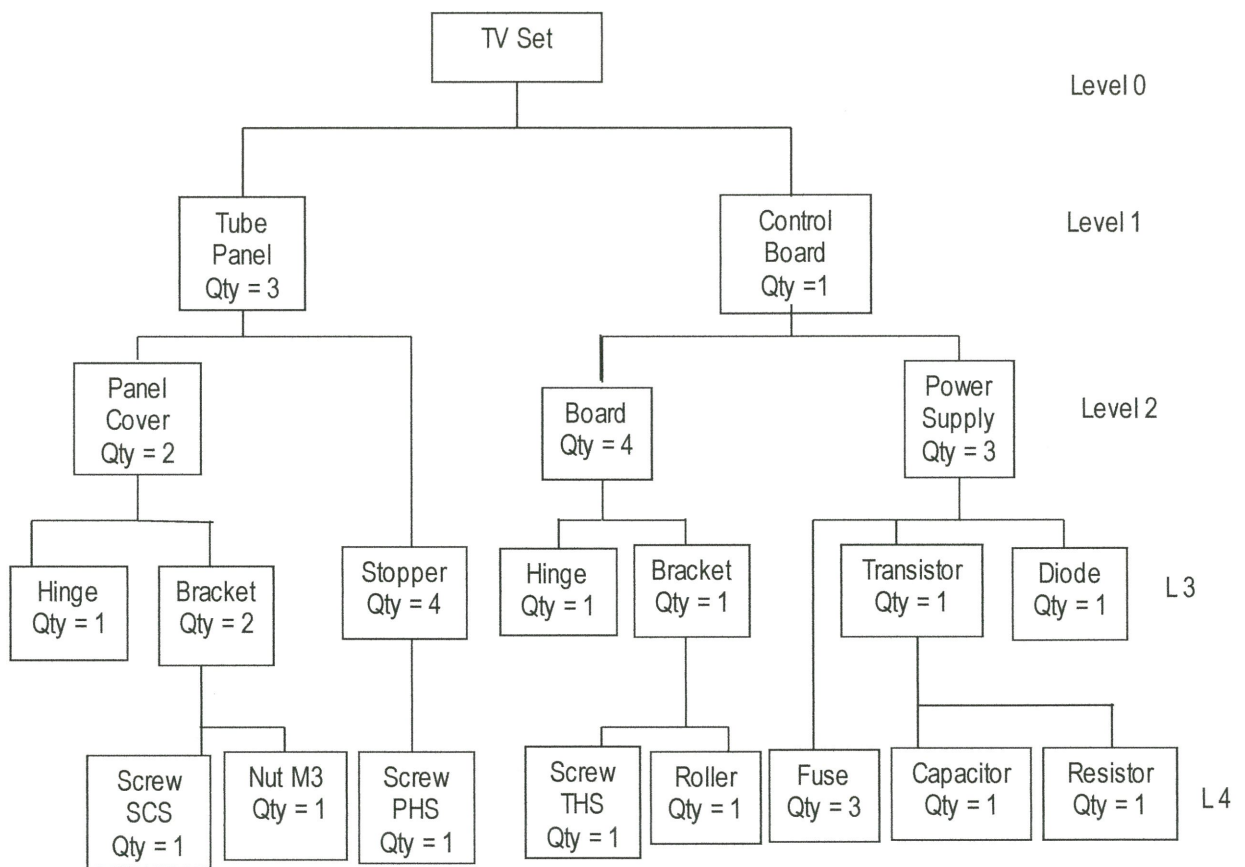 TV Set
Level 0
Tube
Panel
Qty = 3
Control
Board
Qty =1
Level 1
Panel
Cover
Qty = 2
Board
Qty = 4
Power
Supply
Qty = 3
Level 2
Hinge
Qty = 1
Bracket
Qty = 2
Stopper
Qty = 4
Hinge
Qty = 1
Bracket
Qty = 1
Transistor
Qty = 1
Diode
Qty = 1
L 3
Screw
SCS
Qty = 1
Nut M3
Qty = 1
Screw
PHS
Qty = 1
Screw
THS
Qty = 1
Roller
Qty = 1
Fuse
Qty = 3
Capacitor
Qty = 1
Resistor
Qty = 1
L 4